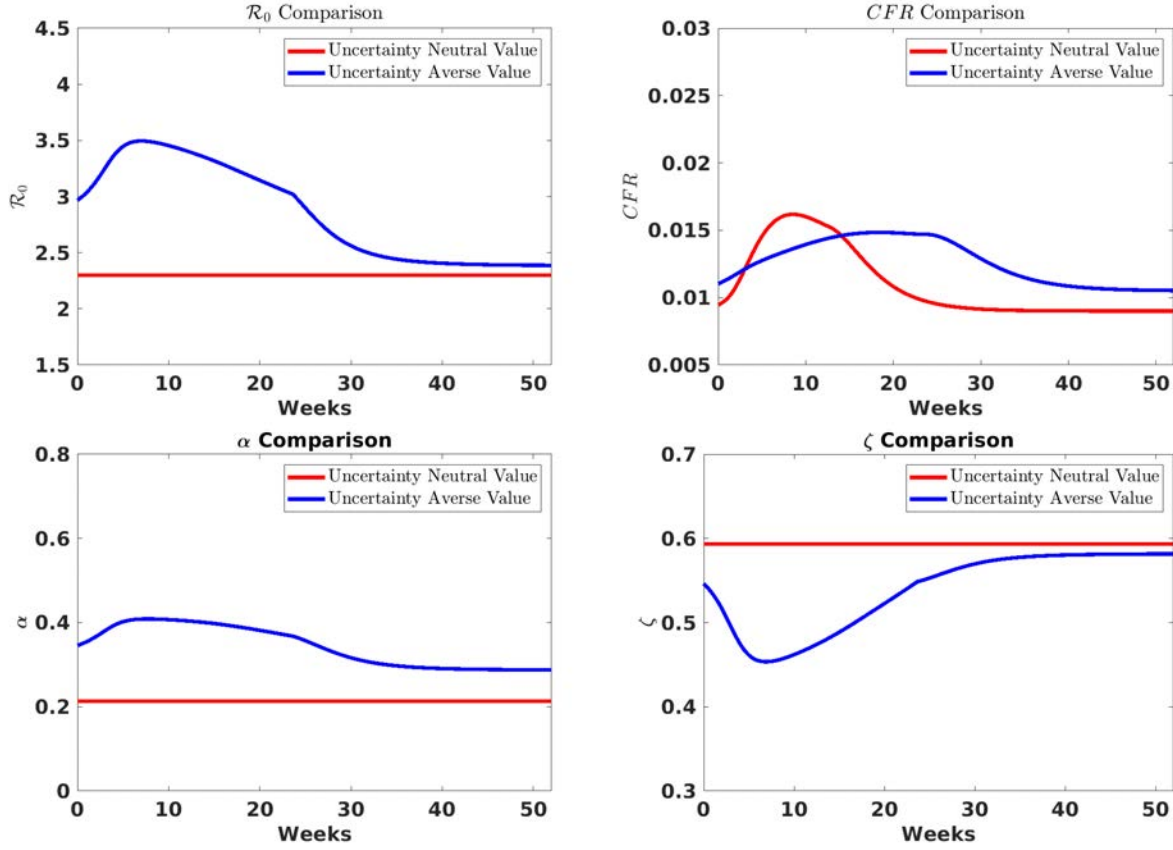 R₀ Comparison
4.5
4
3.5
3
2.5
2
1.5
R₀
Uncertainty Neutral Value
Uncertainty Averse Value
0 10 20 30 40 50
Weeks
CFR Comparison
0.03
0.025
0.02
0.015
0.01
0.005
CFR
Uncertainty Neutral Value
Uncertainty Averse Value
0 10 20 30 40 50
Weeks
α Comparison
0.8
0.6
0.4
0.2
0
α
Uncertainty Neutral Value
Uncertainty Averse Value
0 10 20 30 40 50
Weeks
ζ Comparison
0.7
0.6
0.5
0.4
0.3
ζ
Uncertainty Neutral Value
Uncertainty Averse Value
0 10 20 30 40 50
Weeks